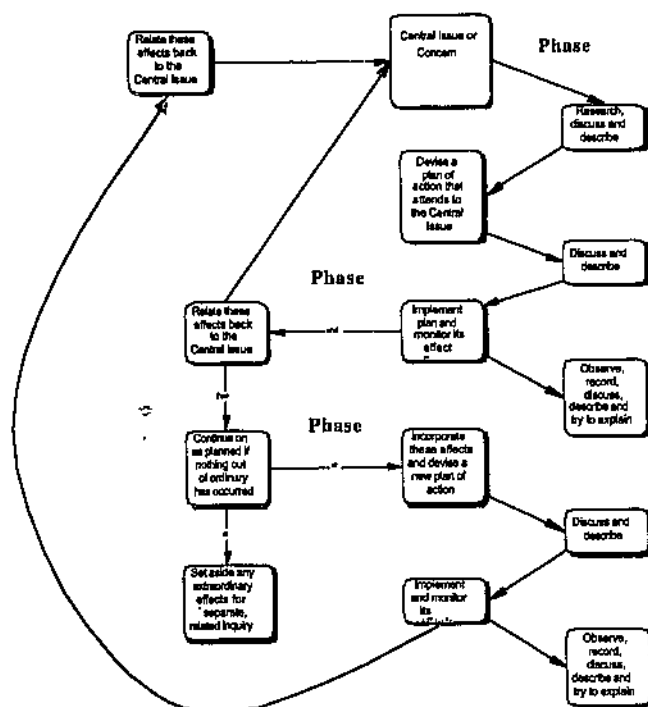 Relate these
effects back
to the
Central Issue
Central Issue or
Concern
Phase
Research,
discuss and
describe
Devise a
plan of
action that
attends to
the Central
Issue
Discuss and
describe
Phase
Relate these
effects back
to the
Central Issue
Implement
plan and
monitor its
effect
Observe,
record,
discuss,
describe and
try to explain
Phase
Continue on
as planned if
nothing out
of ordinary
has occurred
Incorporate
these effects
and devise a
new plan of
action
Discuss and
describe
Set aside any
extraordinary
effects for
separate,
related inquiry
Implement
and monitor
its
Observe,
record,
discuss,
describe and
try to explain